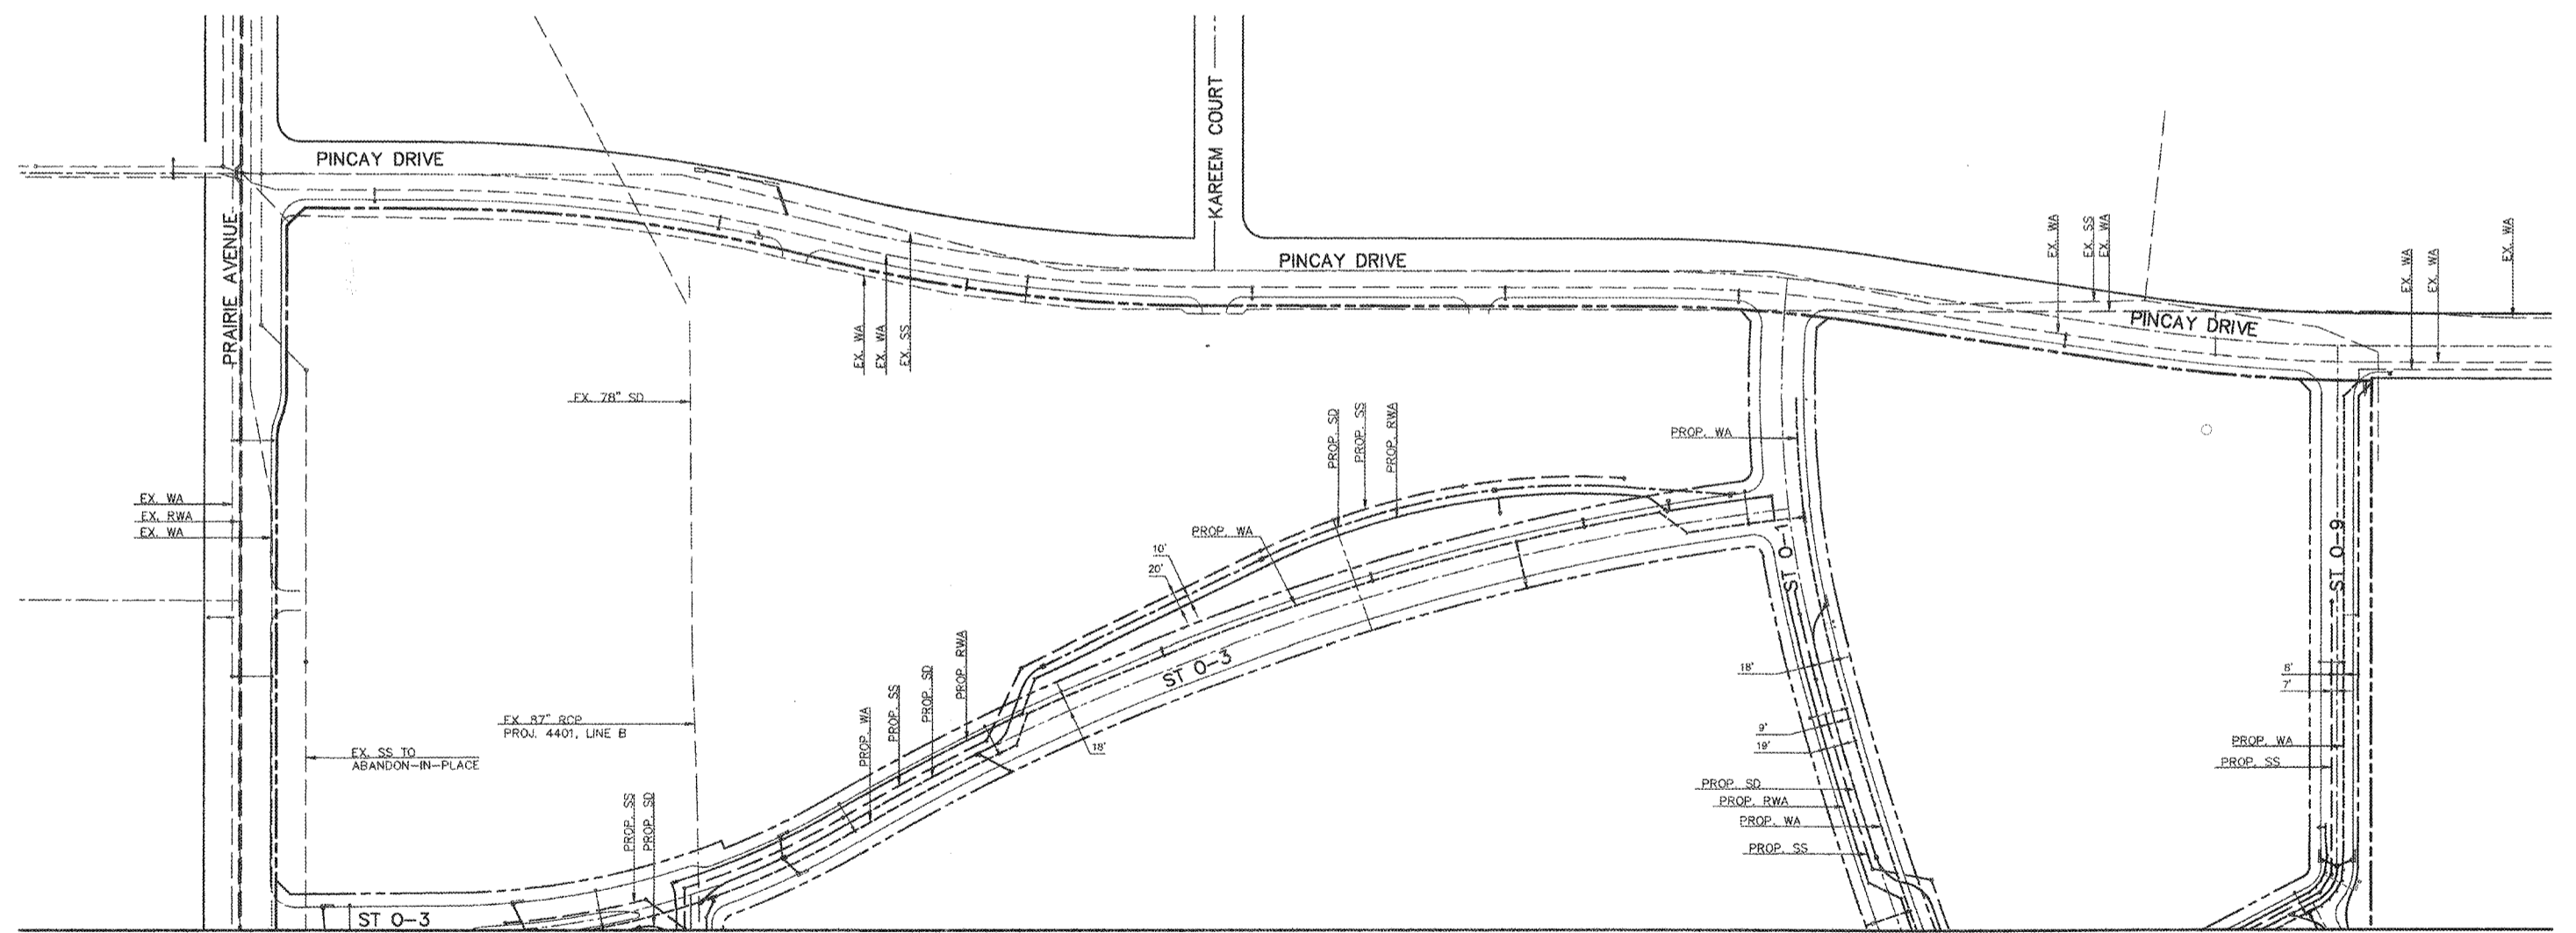 KAREEM COURT
PINCAY DRIVE
PRAIRIE AVENUE
PINCAY DRIVE
EX. WA
EX. SS
EX. WA
EX. WA
EX. WA
EX. WA
PINCAY DRIVE
EX. WA
EX. WA
EX. SS
EX. 78" SD
PROP. SD
PROP. SS
PROP. RWA
PROP. WA
EX. WA
EX. RWA
EX. WA
PROP. WA
10'
20'
ST O-1
ST O-9
ST O-3
PROP. RWA
PROP. SD
PROP. SS
PROP. WA
18'
18'
8'
7'
EX. 87" RCP
PROJ. 4401, LINE B
9'
19'
EX. SS TO
ABANDON-IN-PLACE
PROP. WA
PROP. SS
PROP. SD
PROP. RWA
PROP. WA
PROP. SS
PROP. SS
PROP. SD
ST O-3